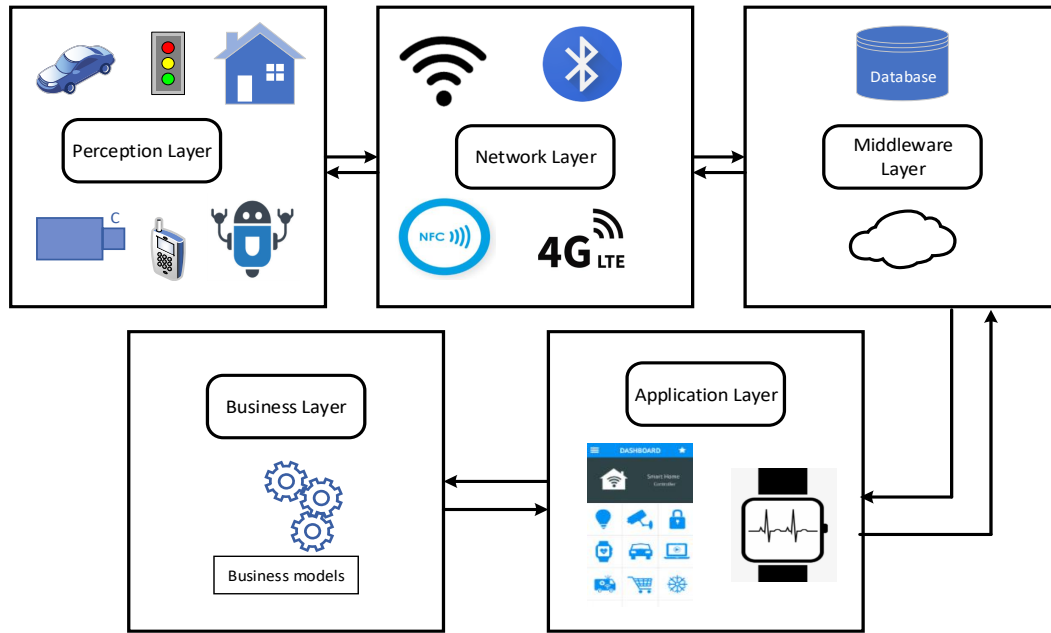 Perception Layer
C
Network Layer
NFC
4G LTE
Database
Middleware
Layer
Business Layer
Business models
Application Layer
DASHBOARD
Smart Home
Controller